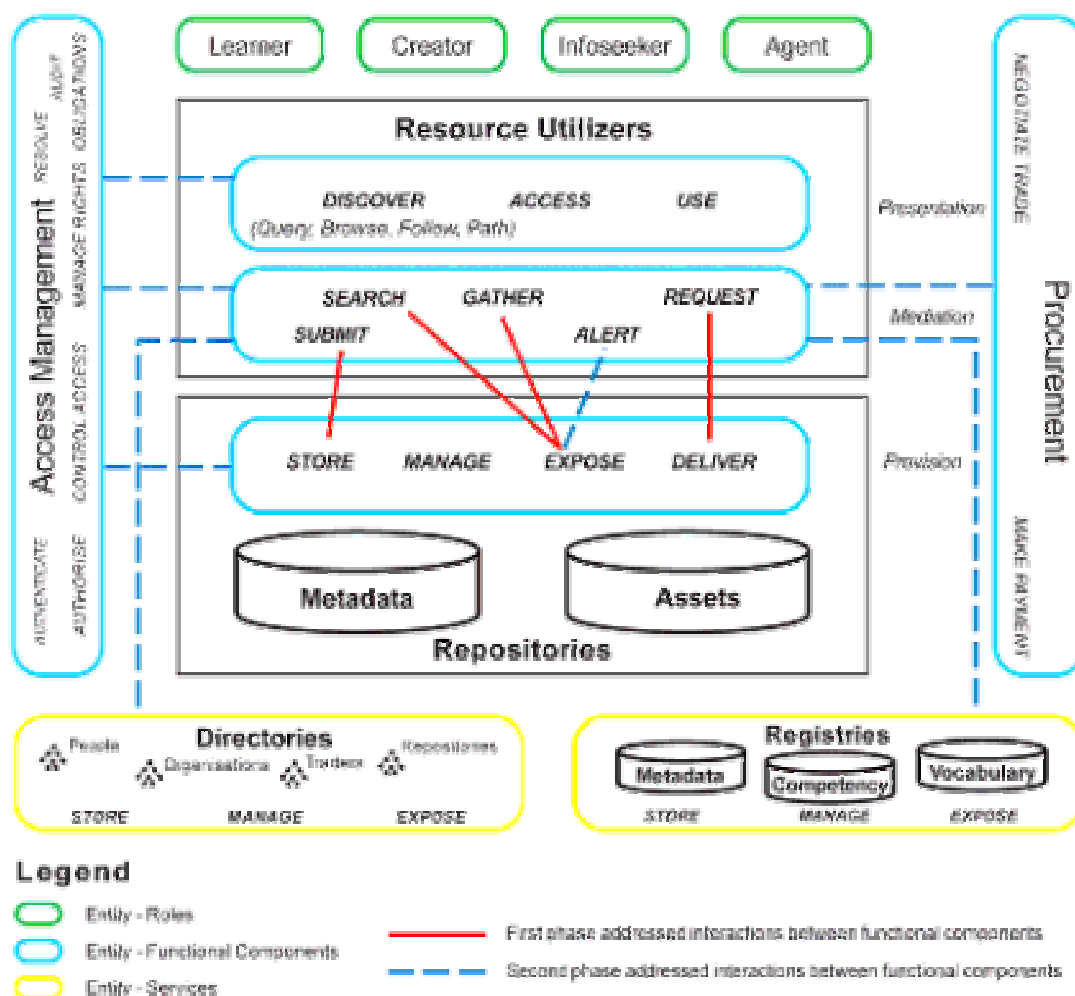 Learner
Creator
Infoseeker
Agent
Access Management
AUDIT
RESOLVE
OBLIGATIONS
MANAGE RIGHTS
CONTROL ACCESS
AUTHENTICATE
AUTHORISE
Resource Utilizers
DISCOVER ACCESS USE
(Query, Browse, Follow, Path)
SEARCH GATHER REQUEST
SUBMIT ALERT
STORE MANAGE EXPOSE DELIVER
Metadata
Assets
Repositories
Presentation
Mediation
Provision
Procurement
NEGOTIATE TRADE
MAKE PAYMENT
Directories
People
Organisations
Traders
Repositories
STORE MANAGE EXPOSE
Registries
Metadata
Competency
Vocabulary
STORE MANAGE EXPOSE
Legend
Entity - Roles
Entity - Functional Components
Entity - Services
First phase addressed interactions between functional components
Second phase addressed interactions between functional components